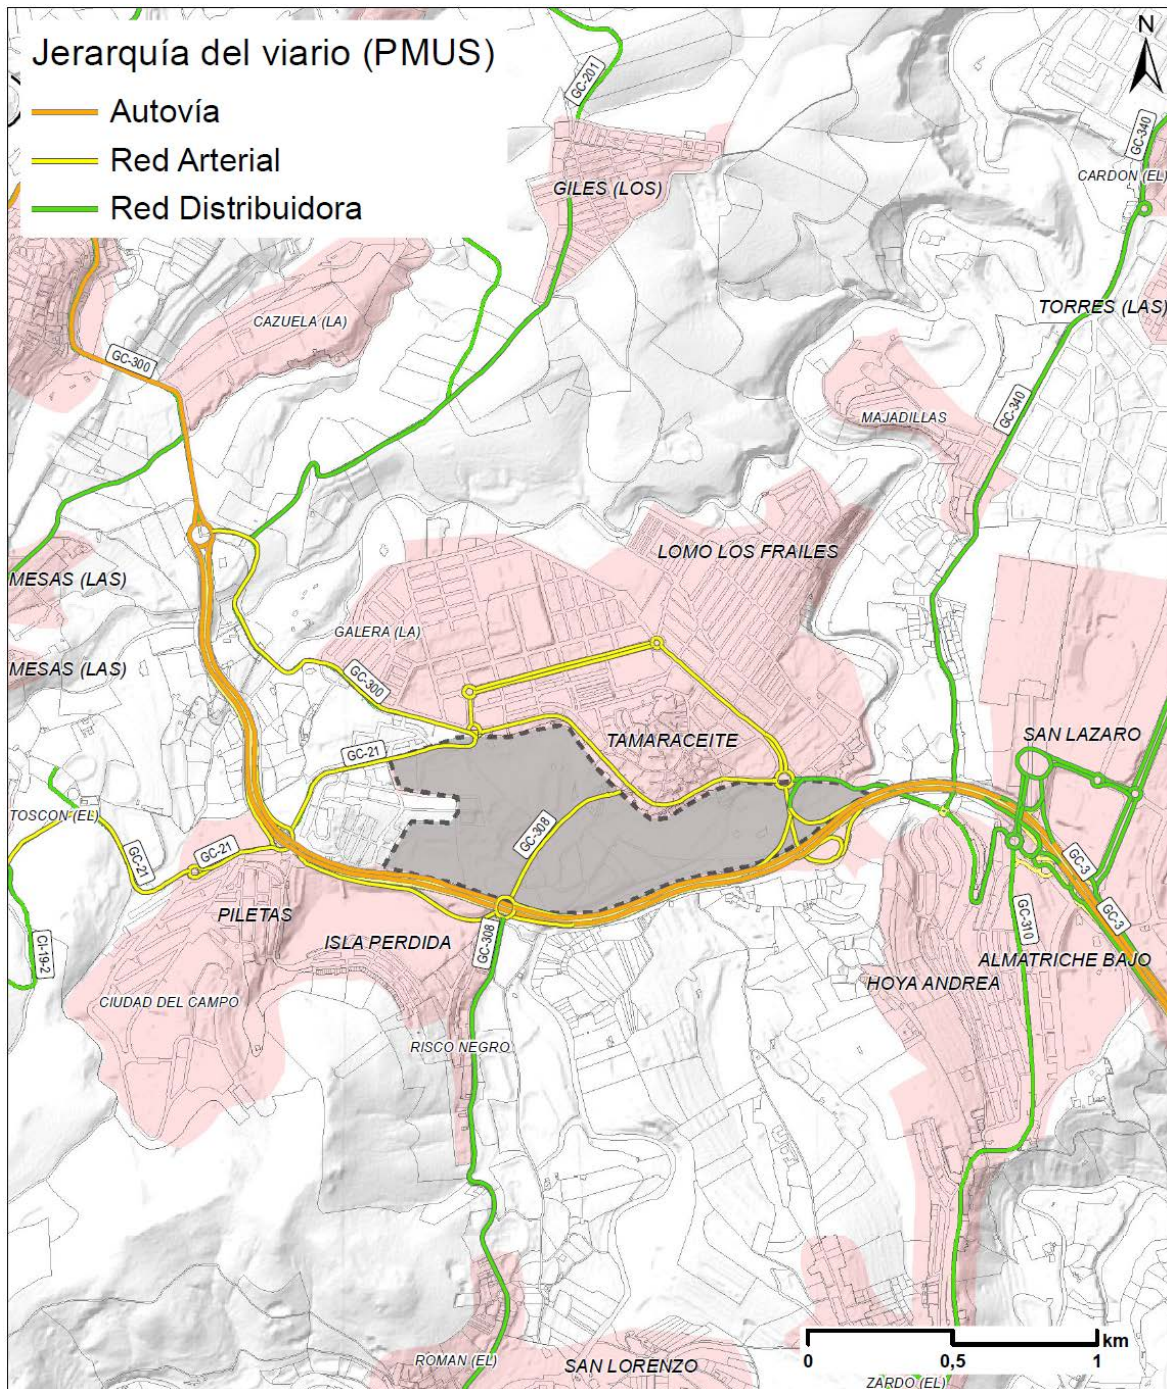 Jerarquía del viario (PMUS)
Autovía
Red Arterial
Red Distribuidora
N
GC-201
GC-340
CARDON (EL)
GILES (LOS)
TORRES (LAS)
CAZUELA (LA)
GC-300
GC-340
MAJADILLAS
LOMO LOS FRAILES
MESAS (LAS)
GALERA (LA)
MESAS (LAS)
GC-300
SAN LAZARO
TAMARACEITE
GC-21
TOSCON (EL)
GC-308
GC-21
GC-21
GC-3
PILETAS
GC-3
ISLA PERDIDA
GC-308
GC-310
CI-19-2
ALMATRICHE BAJO
HOYA ANDREA
CIUDAD DEL CAMPO
RISCO NEGRO
km
0
0,5
1
ROMAN (EL)
SAN LORENZO
ZARDO (EL)